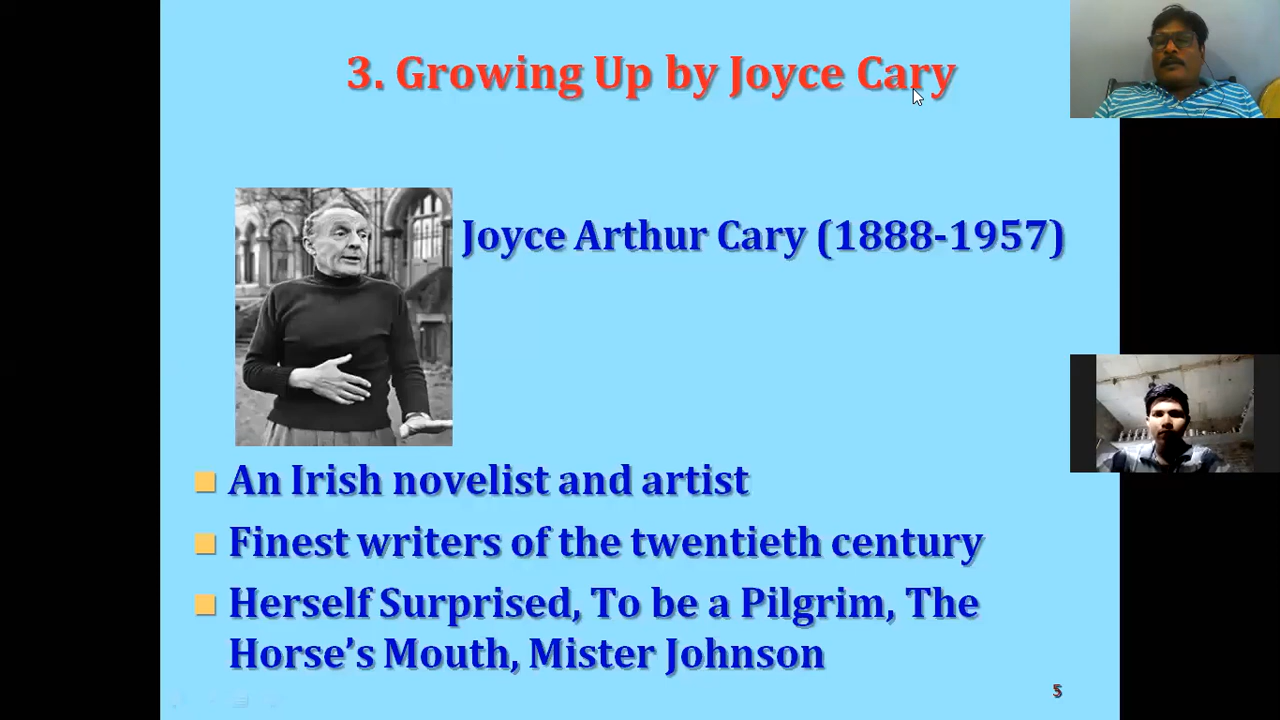 3. Growing Up by Joyce Cary
Joyce Arthur Cary (1888-1957)
An Irish novelist and artist
Finest writers of the twentieth century
Herself Surprised, To be a Pilgrim, The
Horse’s Mouth, Mister Johnson
5